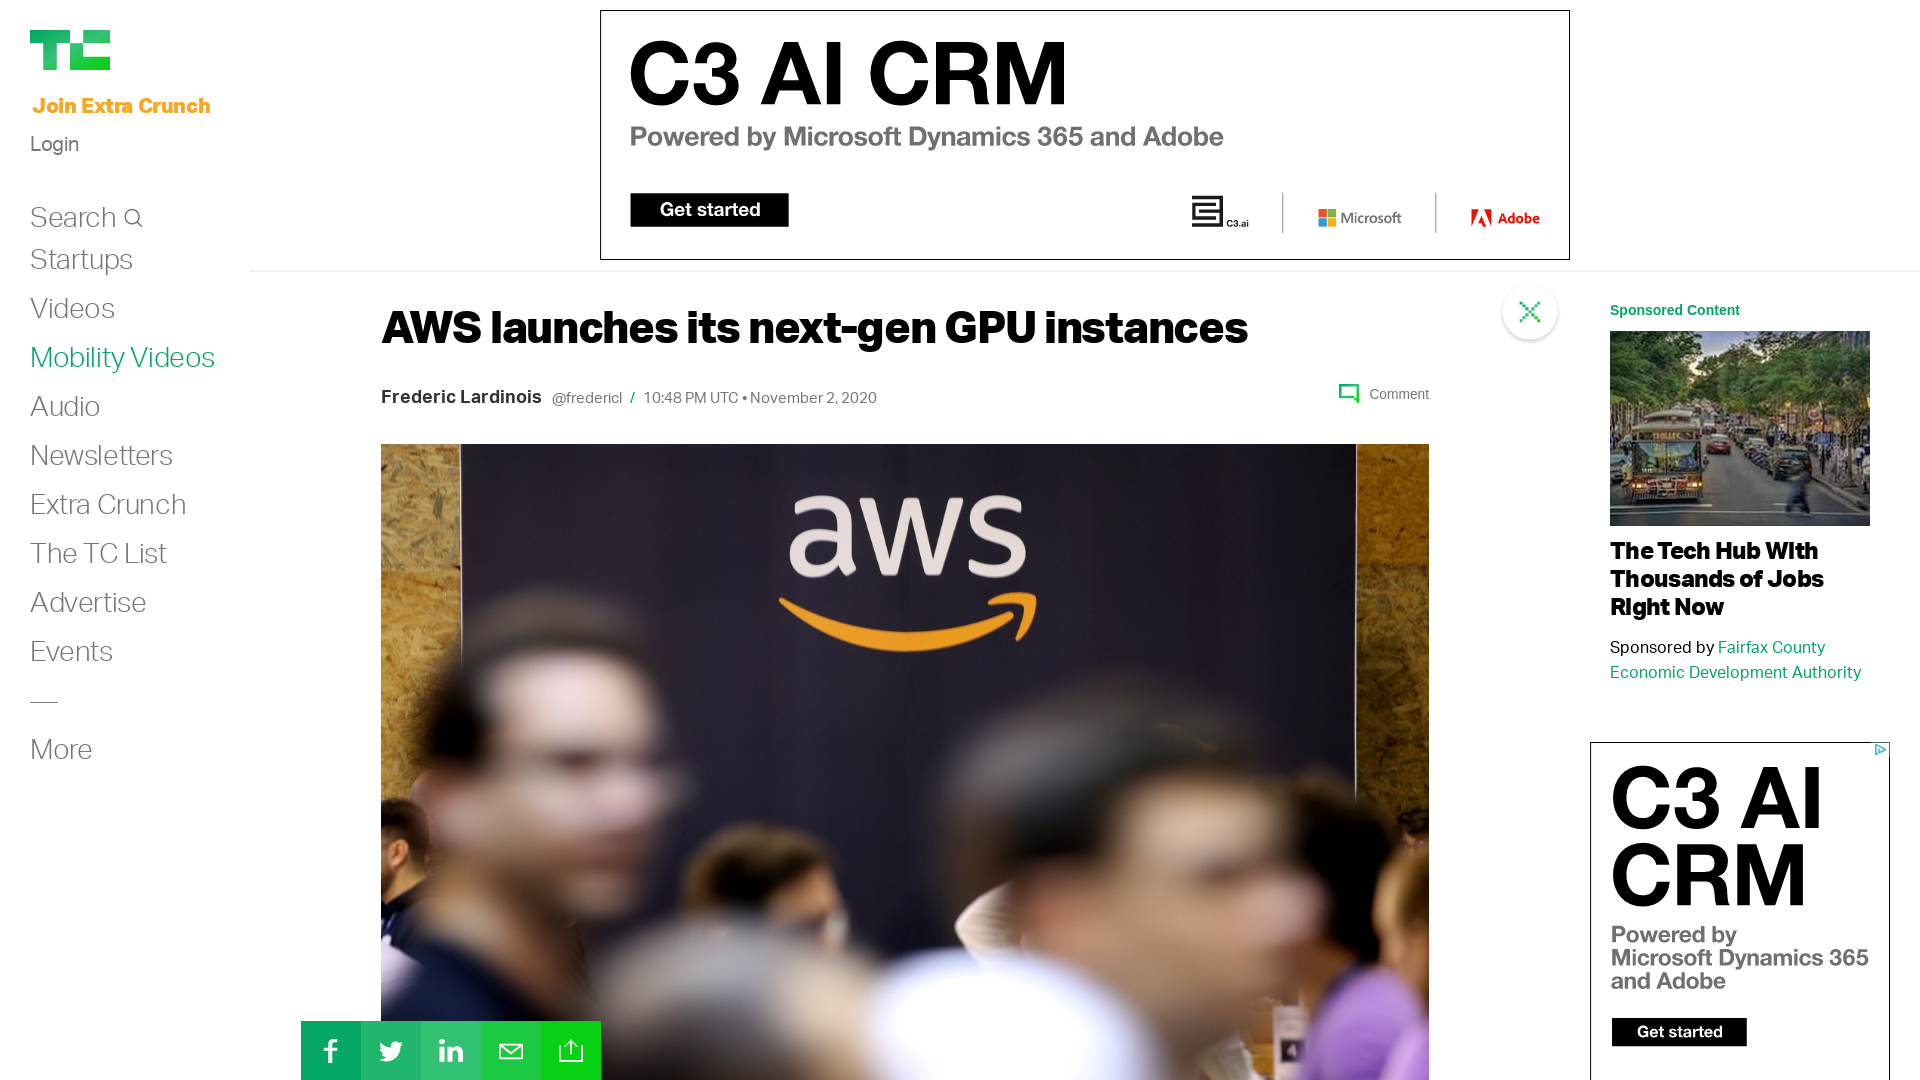 TC
Join Extra Crunch
Login
Search
Startups
Videos
Mobility Videos
Audio
Newsletters
Extra Crunch
The TC List
Advertise
Events
More
C3 AI CRM
Powered by Microsoft Dynamics 365 and Adobe
Get started
C3.ai
Microsoft
Adobe
AWS launches its next-gen GPU instances
Frederic Lardinois @fredericl / 10:48 PM UTC • November 2, 2020
Comment
aws
Sponsored Content
TROLLEY
The Tech Hub With
Thousands of Jobs
Right Now
Sponsored by Fairfax County
Economic Development Authority
C3 AI
CRM
Powered by
Microsoft Dynamics 365
and Adobe
Get started